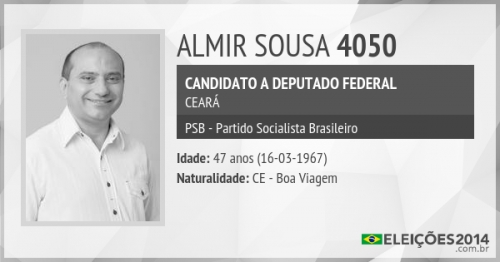 ALMIR SOUSA 4050
CANDIDATO A DEPUTADO FEDERAL
CEARÁ
PSB - Partido Socialista Brasileiro
Idade: 47 anos (16-03-1967)
Naturalidade: CE - Boa Viagem
ELEIÇÕES2014
.com.br